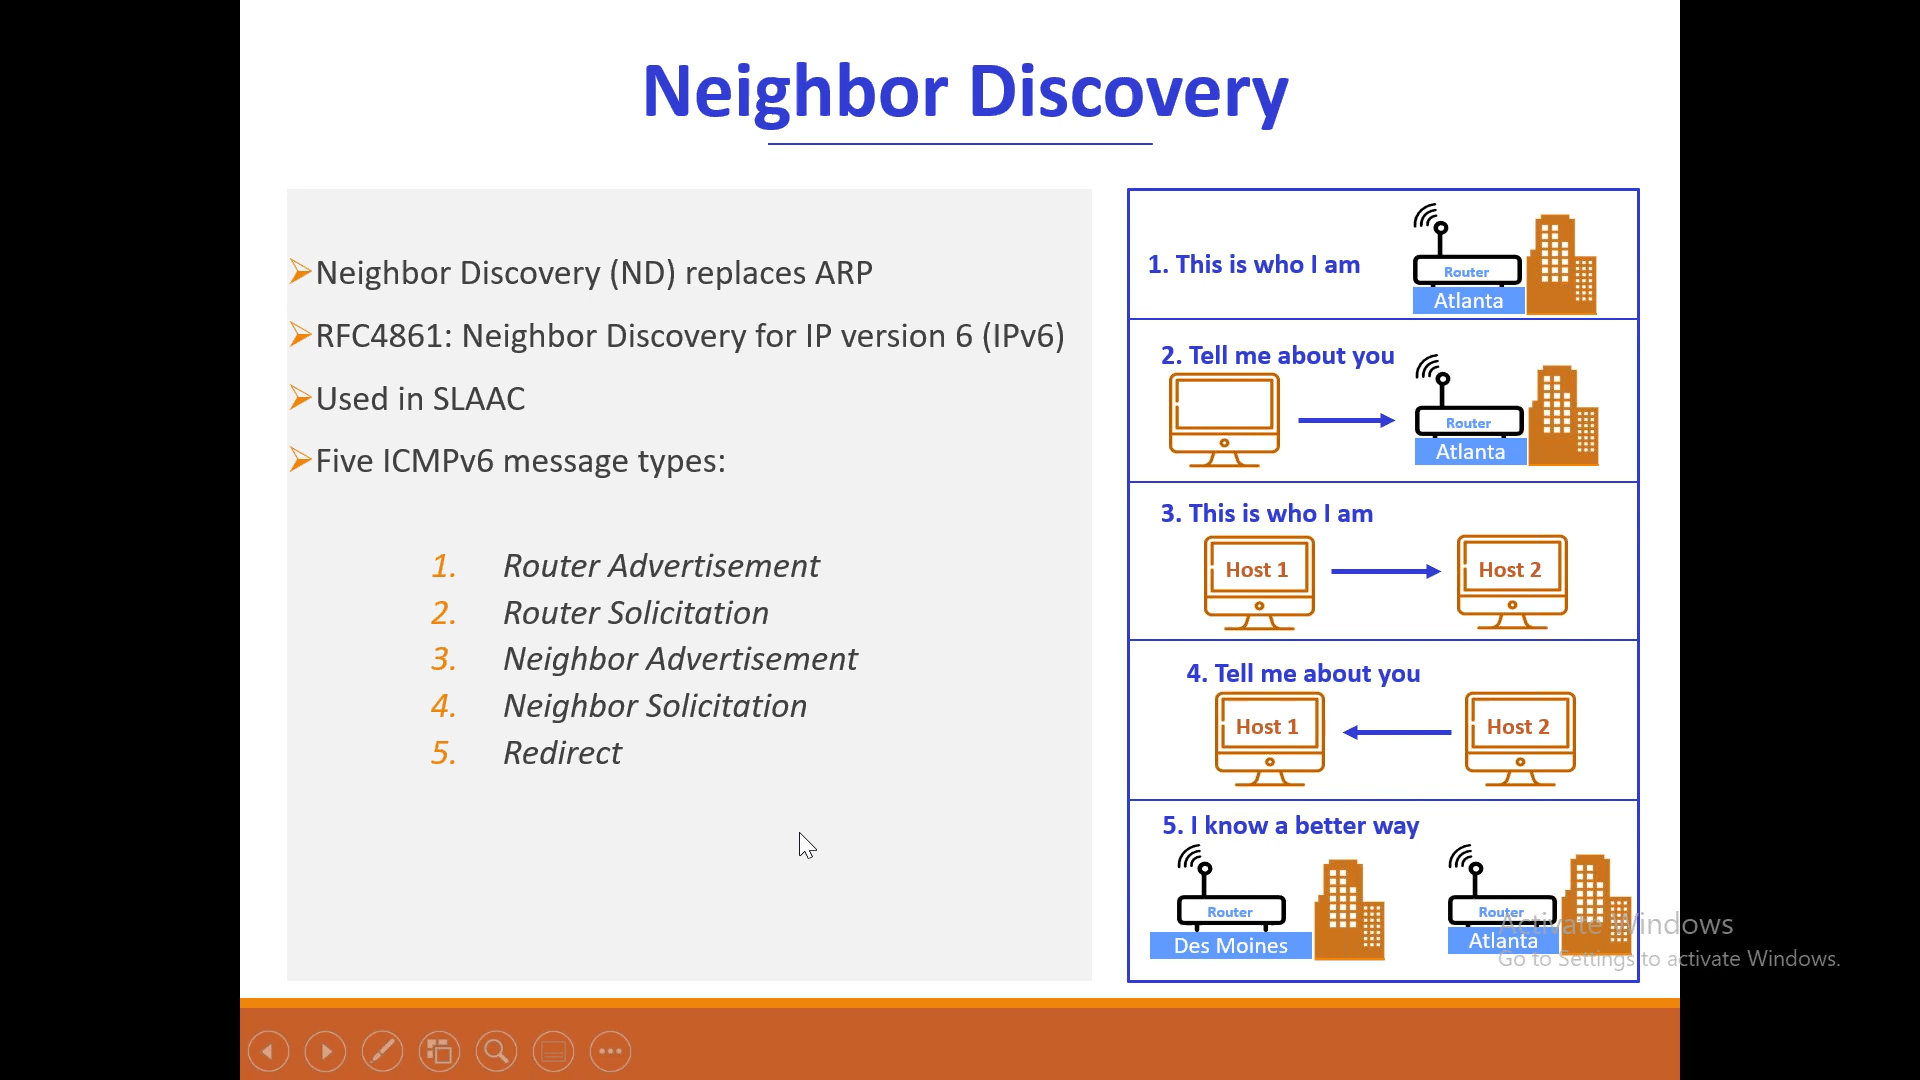 Neighbor Discovery
Neighbor Discovery (ND) replaces ARP
RFC4861: Neighbor Discovery for IP version 6 (IPv6)
Used in SLAAC
Five ICMPv6 message types:
1. Router Advertisement
2. Router Solicitation
3. Neighbor Advertisement
4. Neighbor Solicitation
5. Redirect
1. This is who I am
Router
Atlanta
2. Tell me about you
Router
Atlanta
3. This is who I am
Host 1
Host 2
4. Tell me about you
Host 1
Host 2
5. I know a better way
Router
Des Moines
Router
Atlanta
Activate Windows
Go to Settings to activate Windows.